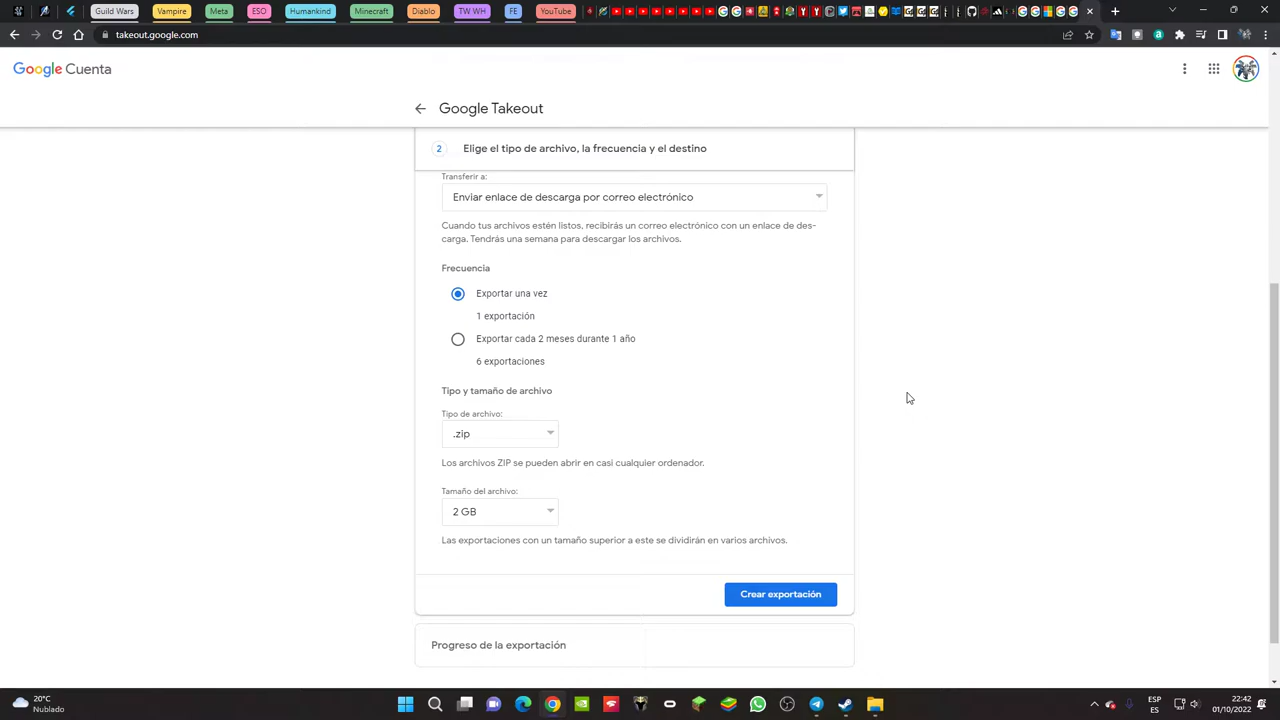 Guild Wars Vampire Meta ESO Humankind Minecraft Diablo TW WH FE YouTube
takeout.google.com
Google Cuenta
Google Takeout
2 Elige el tipo de archivo, la frecuencia y el destino
Transferir a:
Enviar enlace de descarga por correo electrónico
Cuando tus archivos estén listos, recibirás un correo electrónico con un enlace de des-
carga. Tendrás una semana para descargar los archivos.
Frecuencia
Exportar una vez
1 exportación
Exportar cada 2 meses durante 1 año
6 exportaciones
Tipo y tamaño de archivo
Tipo de archivo:
.zip
Los archivos ZIP se pueden abrir en casi cualquier ordenador.
Tamaño del archivo:
2 GB
Las exportaciones con un tamaño superior a este se dividirán en varios archivos.
Crear exportación
Progreso de la exportación
20°C
Nublado
ESP
ES
22:42
01/10/2022